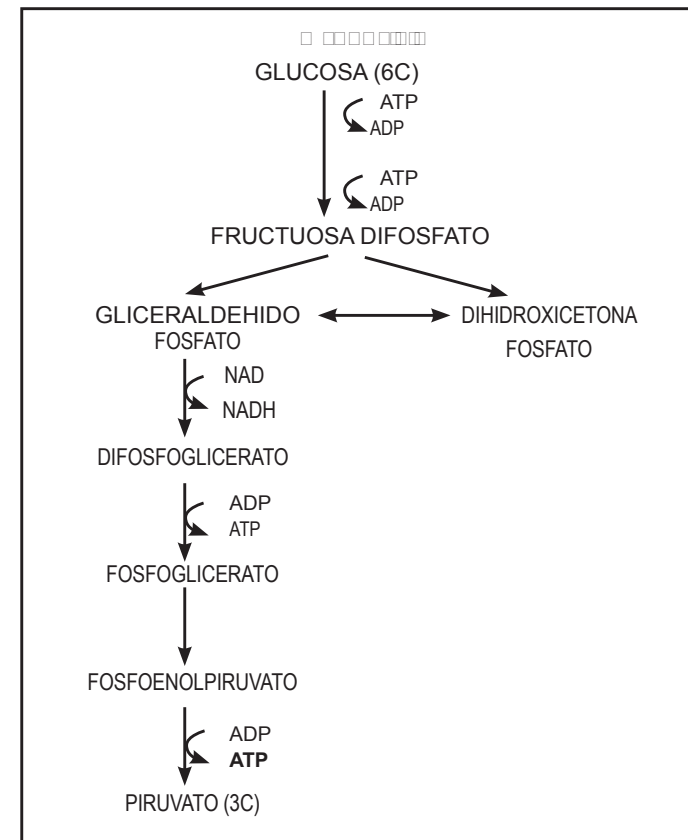 GLUCOSA (6C)
ATP
ADP
ATP
ADP
FRUCTUOSA DIFOSFATO
GLICERALDEHIDO
FOSFATO
DIHIDROXICETONA
FOSFATO
NAD
NADH
DIFOSFOGLICERATO
ADP
ATP
FOSFOGLICERATO
FOSFOENOLPIRUVATO
ADP
ATP
PIRUVATO (3C)